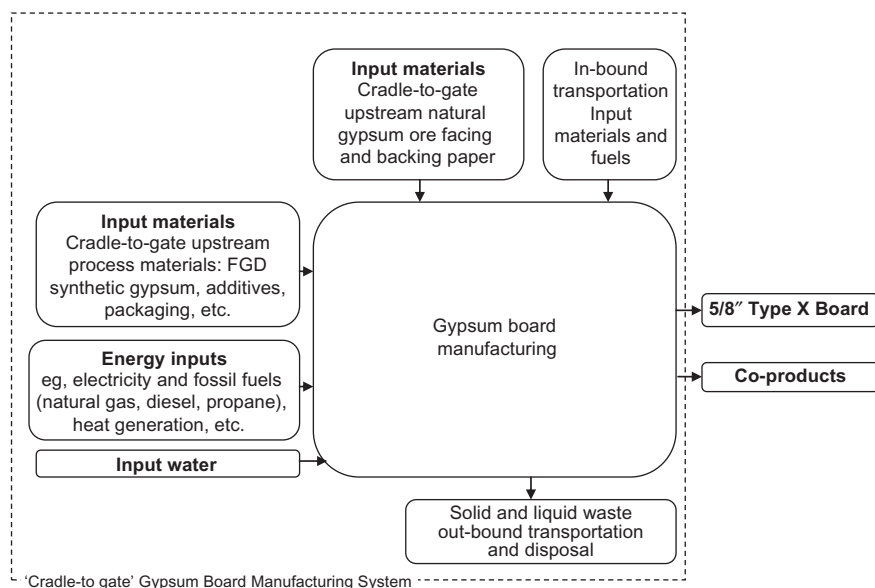 Input materials
Cradle-to-gate
upstream natural
gypsum ore facing
and backing paper
In-bound
transportation
Input
materials and
fuels
Input materials
Cradle-to-gate upstream
process materials: FGD
synthetic gypsum, additives,
packaging, etc.
Energy inputs
eg, electricity and fossil fuels
(natural gas, diesel, propane),
heat generation, etc.
Input water
Gypsum board
manufacturing
5/8″ Type X Board
Co-products
Solid and liquid waste
out-bound transportation
and disposal
'Cradle-to gate' Gypsum Board Manufacturing System